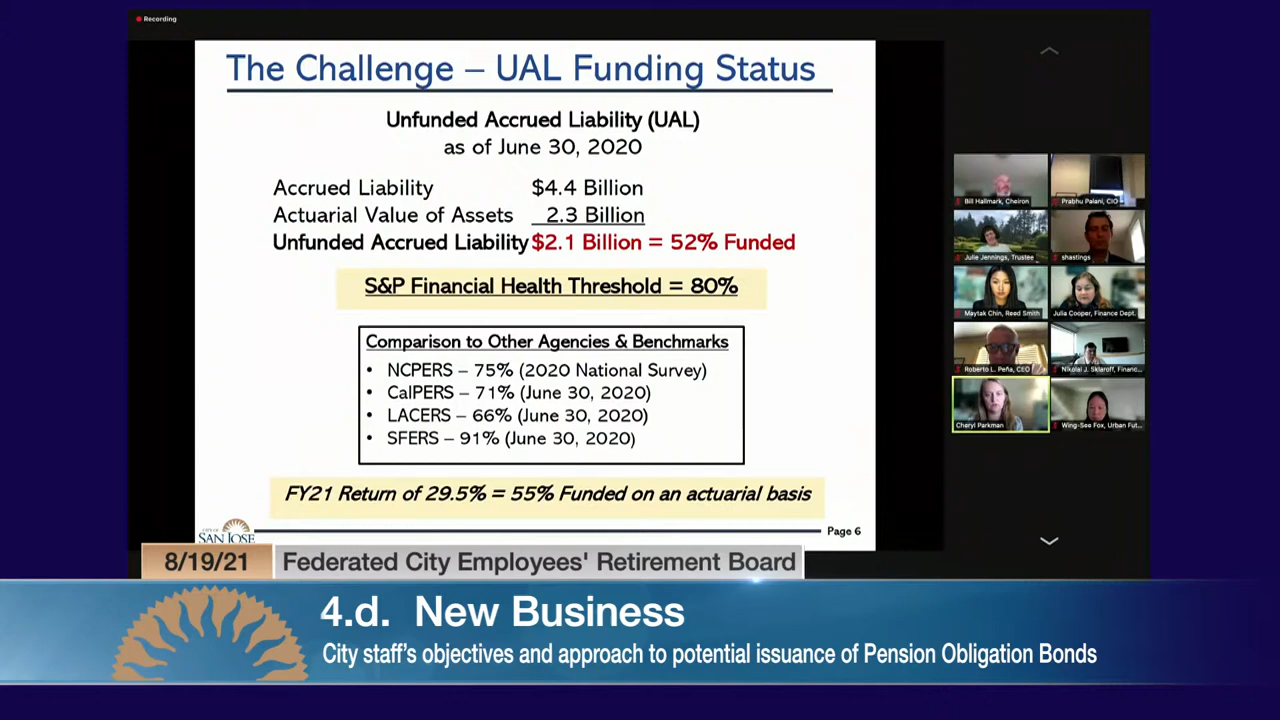 Recording
The Challenge – UAL Funding Status
Unfunded Accrued Liability (UAL)
as of June 30, 2020
Accrued Liability $4.4 Billion
Actuarial Value of Assets 2.3 Billion
Unfunded Accrued Liability $2.1 Billion = 52% Funded
S&P Financial Health Threshold = 80%
Comparison to Other Agencies & Benchmarks
• NCPERS – 75% (2020 National Survey)
• CalPERS – 71% (June 30, 2020)
• LACERS – 66% (June 30, 2020)
• SFERS – 91% (June 30, 2020)
FY21 Return of 29.5% = 55% Funded on an actuarial basis
CITY OF
SAN JOSE
Page 6
Bill Hallmark, Cheiron
Prabhu Palani, CIO
Julie Jennings, Trustee
shastings
Maytak Chin, Reed Smith
Julia Cooper, Finance Dept.
Roberto L. Peña, CEO
Nikolai J. Sklaroff, Financ...
Cheryl Parkman
Wing-See Fox, Urban Fut...
8/19/21
Federated City Employees' Retirement Board
4.d. New Business
City staff's objectives and approach to potential issuance of Pension Obligation Bonds